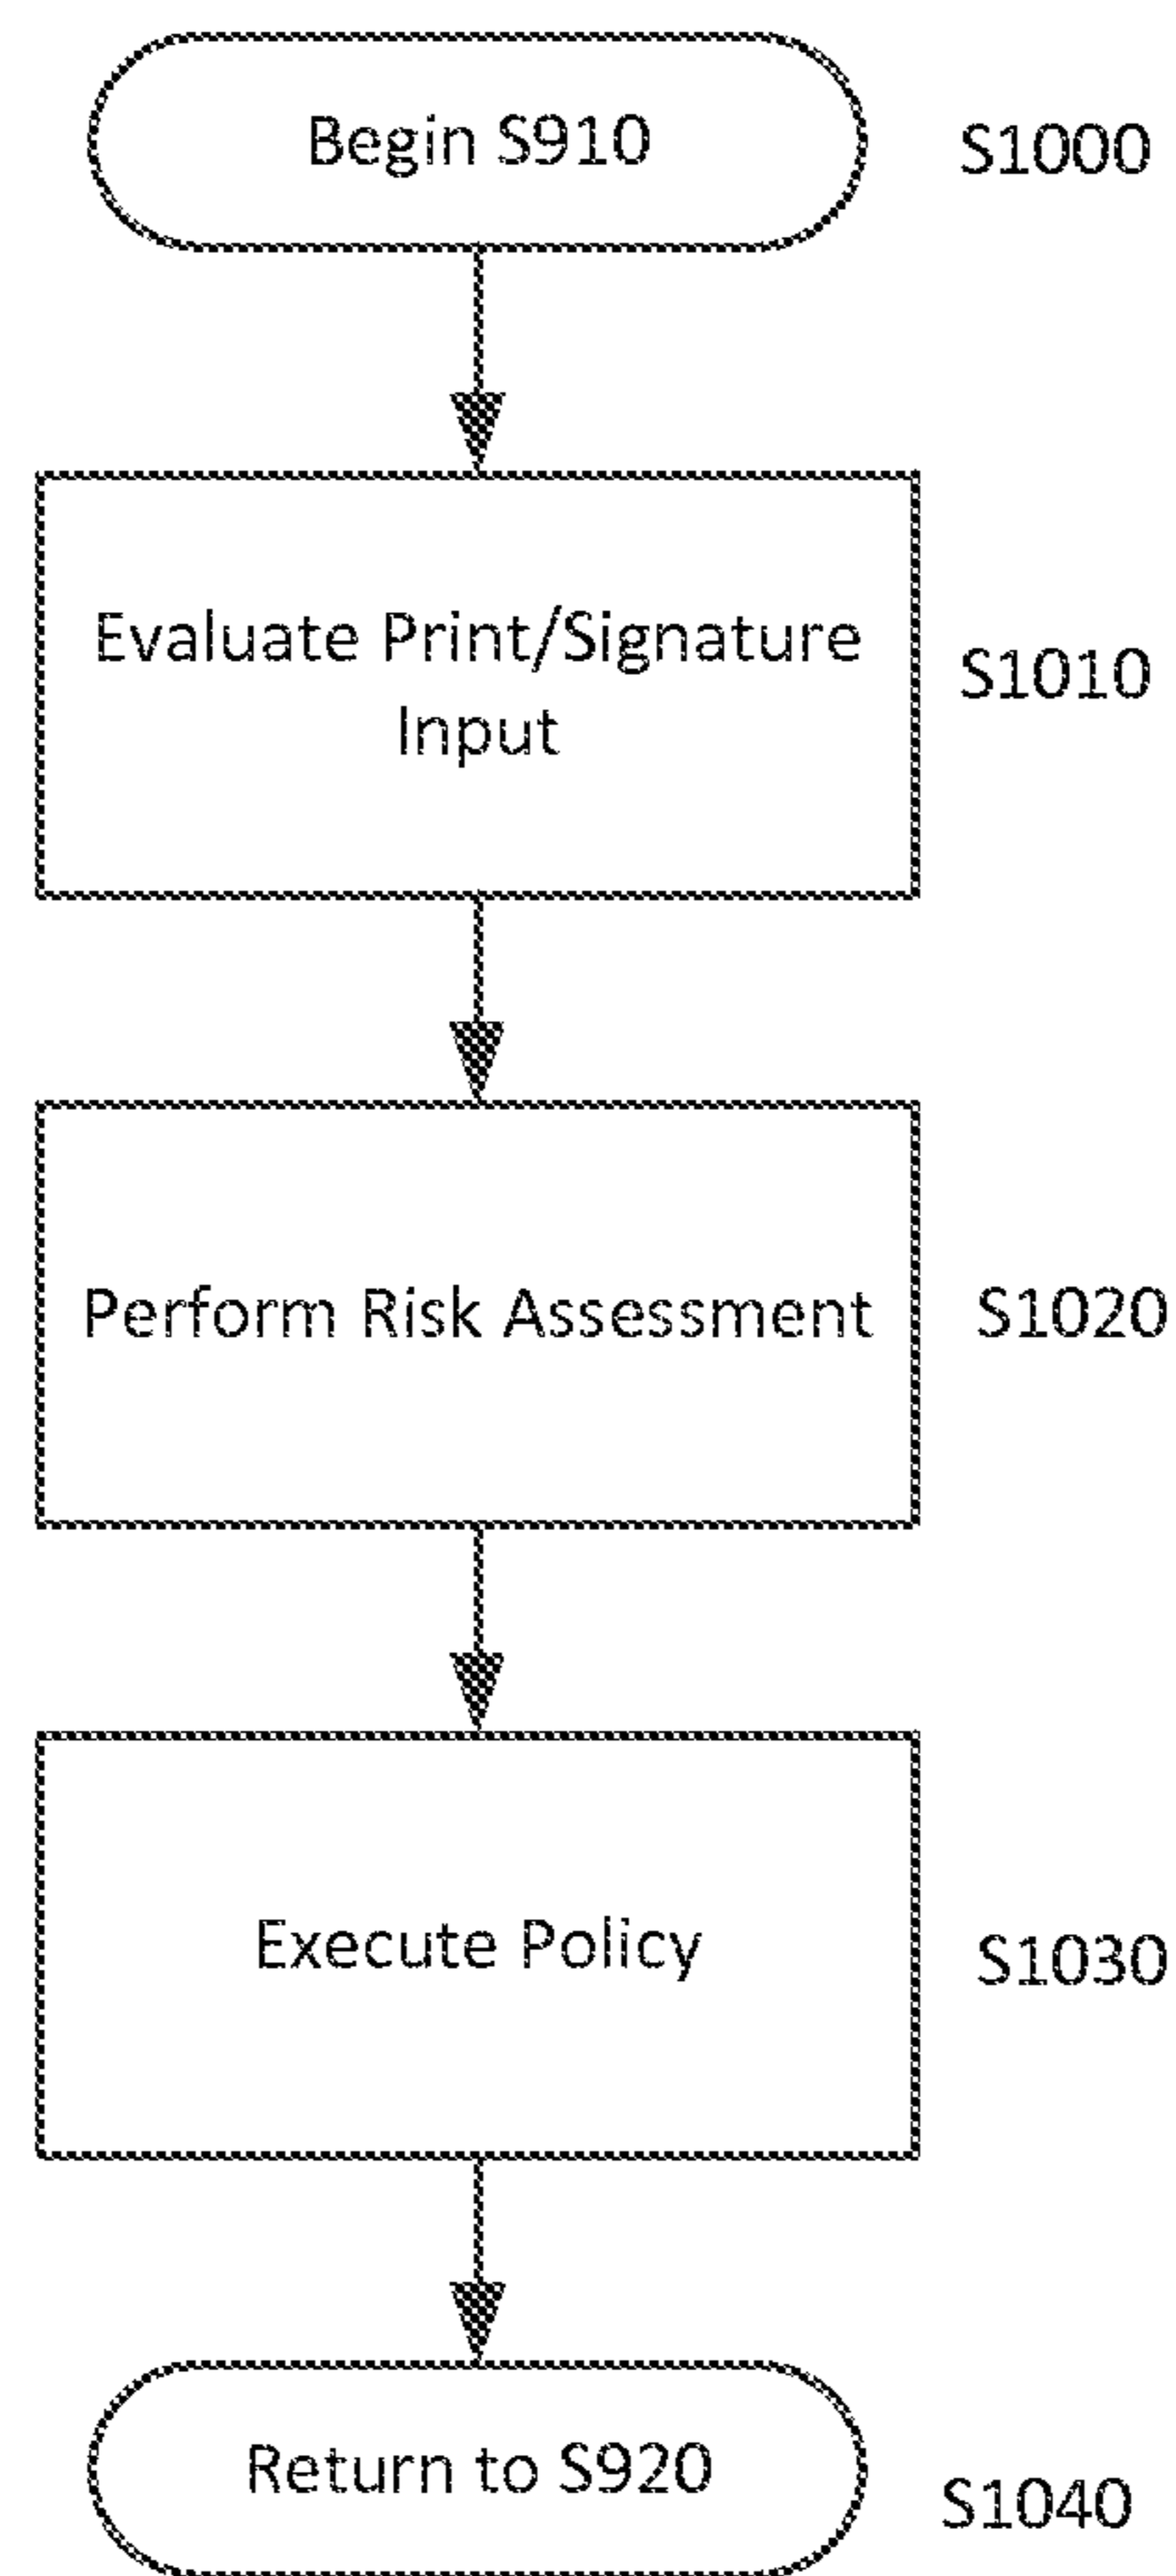 Begin S910
S1000
Evaluate Print/Signature
Input
S1010
Perform Risk Assessment
S1020
Execute Policy
S1030
Return to S920
S1040